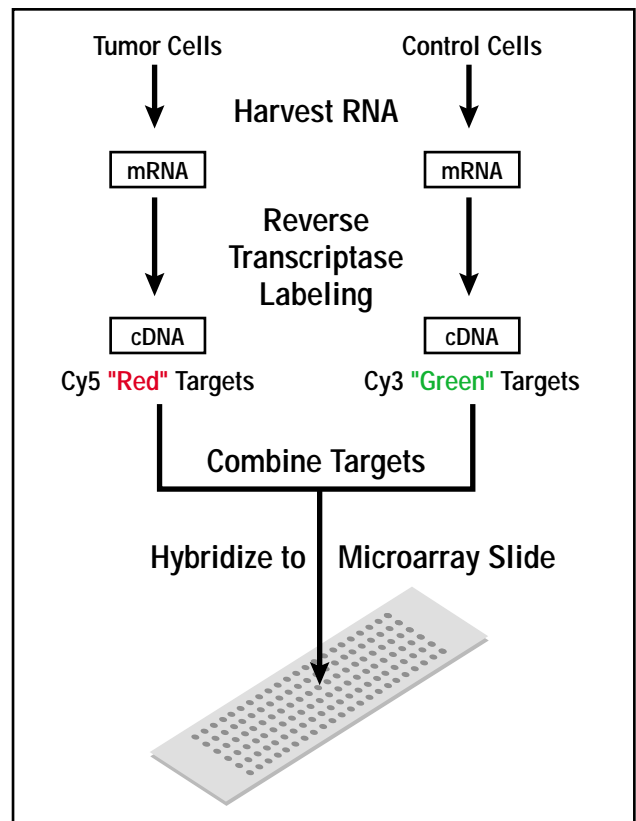 Tumor Cells
Control Cells
Harvest RNA
mRNA
mRNA
Reverse
Transcriptase
Labeling
cDNA
cDNA
Cy5 "Red" Targets
Cy3 "Green" Targets
Combine Targets
Hybridize to Microarray Slide